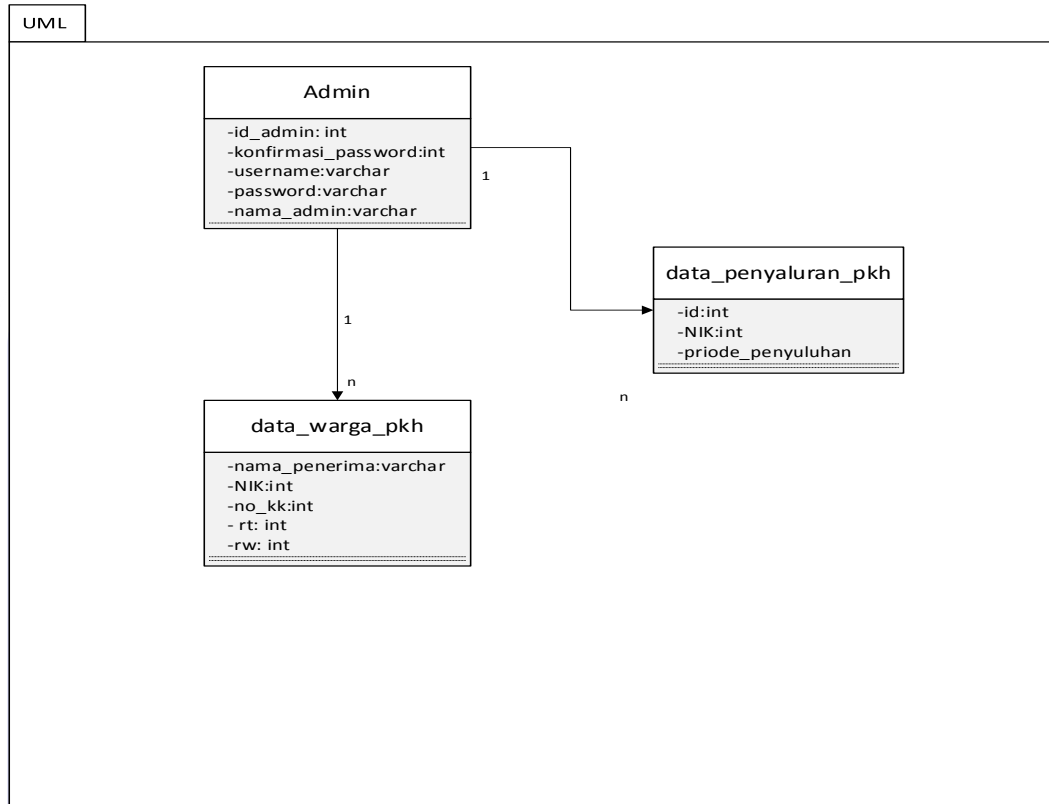 UML
Admin
-id_admin: int
-konfirmasi_password:int
-username:varchar
-password:varchar
-nama_admin:varchar
1
data_penyaluran_pkh
-id:int
-NIK:int
-priode_penyuluhan
1
n
n
data_warga_pkh
-nama_penerima:varchar
-NIK:int
-no_kk:int
- rt: int
-rw: int